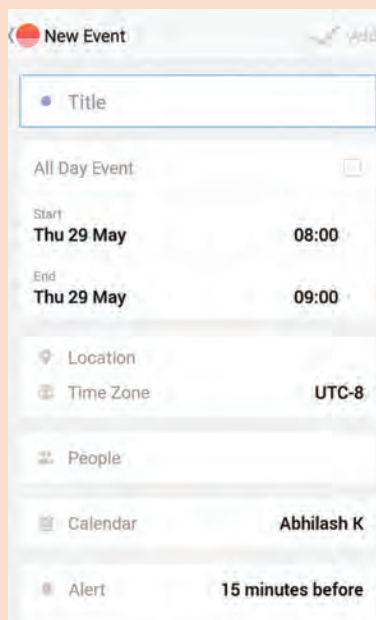 New Event Add
Title
All Day Event
Start
Thu 29 May 08:00
End
Thu 29 May 09:00
Location
Time Zone UTC-8
People
Calendar Abhilash K
Alert 15 minutes before